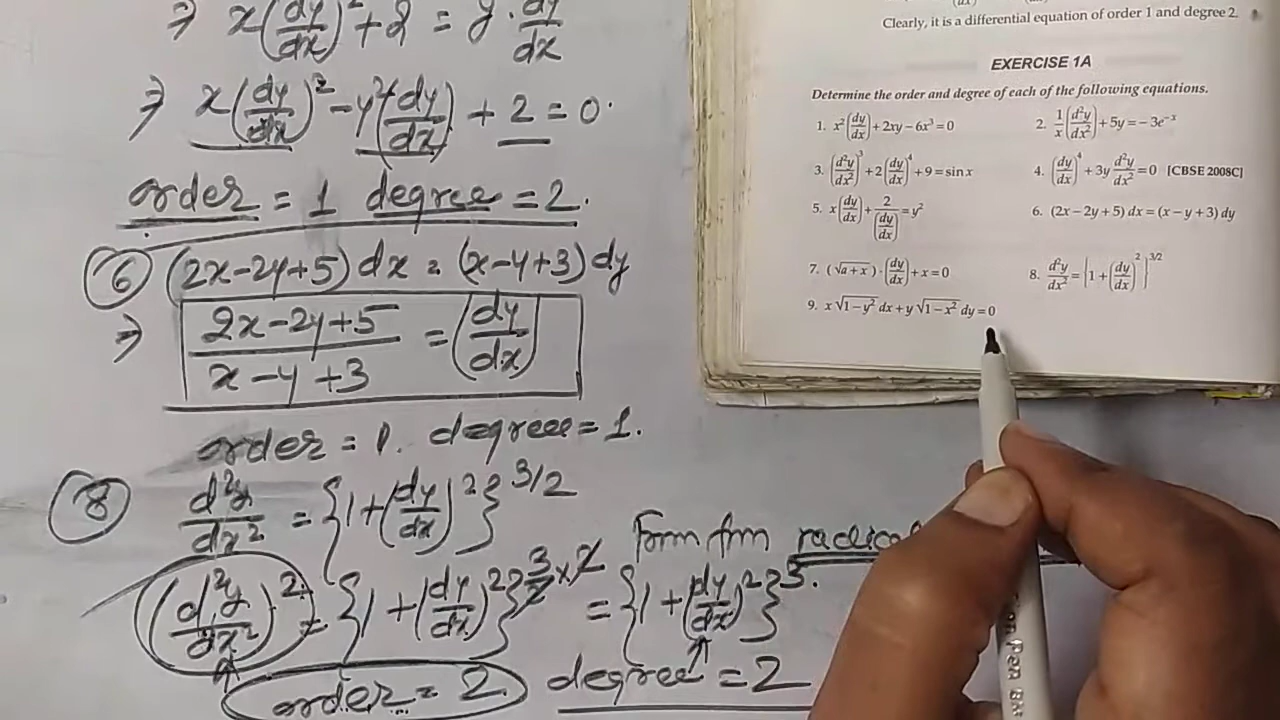 ⇒ x(dy/dx)² + 2 = y² · dy/dx
⇒ x(dy/dx)² − y²(dy/dx) + 2 = 0.
order = 1 degree = 2.
⑥ (2x−2y+5) dx = (x−y+3) dy
⇒ (2x−2y+5)/(x−y+3) = (dy/dx)
order = 1. degree = 1.
⑧ d²y/dx² = {1+(dy/dx)²}^3/2
Form frm radical
(d²y/dx²)² = {1+(dy/dx)²}^3/2×2 = {1+(dy/dx)²}³.
order = 2 degree = 2
Clearly, it is a differential equation of order 1 and degree 2.
EXERCISE 1A
Determine the order and degree of each of the following equations.
1. x²(dy/dx) + 2xy − 6x³ = 0
2. 1/x (d²y/dx²) + 5y = −3e⁻ˣ
3. (d²y/dx²)³ + 2(dy/dx)⁴ + 9 = sin x
4. (dy/dx)⁴ + 3y d²y/dx² = 0 [CBSE 2008C]
5. x(dy/dx) + 2/(dy/dx) = y²
6. (2x − 2y + 5) dx = (x − y + 3) dy
7. (√a + x) · (dy/dx) + x = 0
8. d²y/dx² = {1 + (dy/dx)²}^3/2
9. x √1 − y² dx + y √1 − x² dy = 0